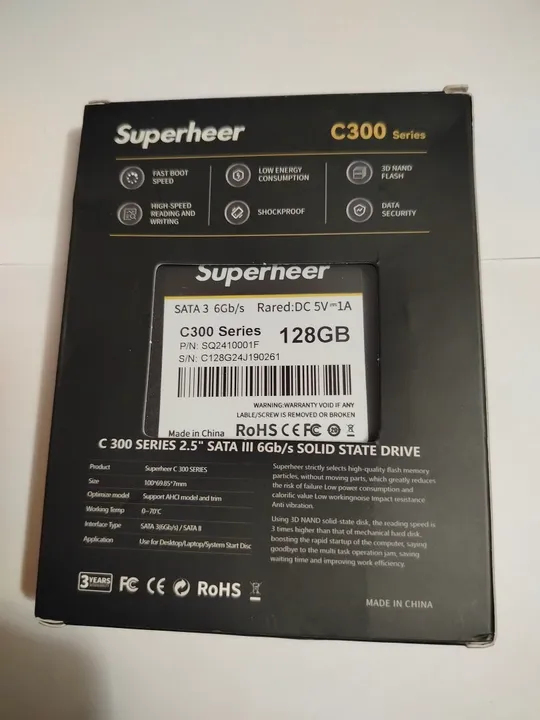 Superheer
C300 Series
FAST BOOT
SPEED
LOW ENERGY
CONSUMPTION
3D NAND
FLASH
HIGH-SPEED
READING AND
WRITING
SHOCKPROOF
DATA
SECURITY
Superheer
SATA 3 6Gb/s Rared:DC 5V⎓1A
C300 Series 128GB
P/N: SQ2410001F
S/N: C128G24J190261
WARNING:WARRANTY VOID IF ANY
LABLE/SCREW IS REMOVED OR BROKEN
Made in China RoHS CE FC
C 300 SERIES 2.5" SATA III 6Gb/s SOLID STATE DRIVE
Product Superheer C 300 SERIES
Size 100*69.85*7mm
Optimize model Support AHCI model and trim
Working Temp 0~70℃
Interface Type SATA 3(6Gb/s) / SATA II
Application Use for Desktop/Laptop/System Start Disc
Superheer strictly selects high-quality flash memory
particles, without moving parts, which greatly reduces
the risk of failure Low power consumption and
calorific value Low workingnoise Impact resistance
Anti vibration.
Using 3D NAND solid-state disk, the reading speed is
3 times higher than that of mechanical hard disk,
boosting the rapid startup of the computer, saying
goodbye to the multi task operation jam, saving
waiting time and improving work efficiency.
3 YEARS
FC CE RoHS
MADE IN CHINA